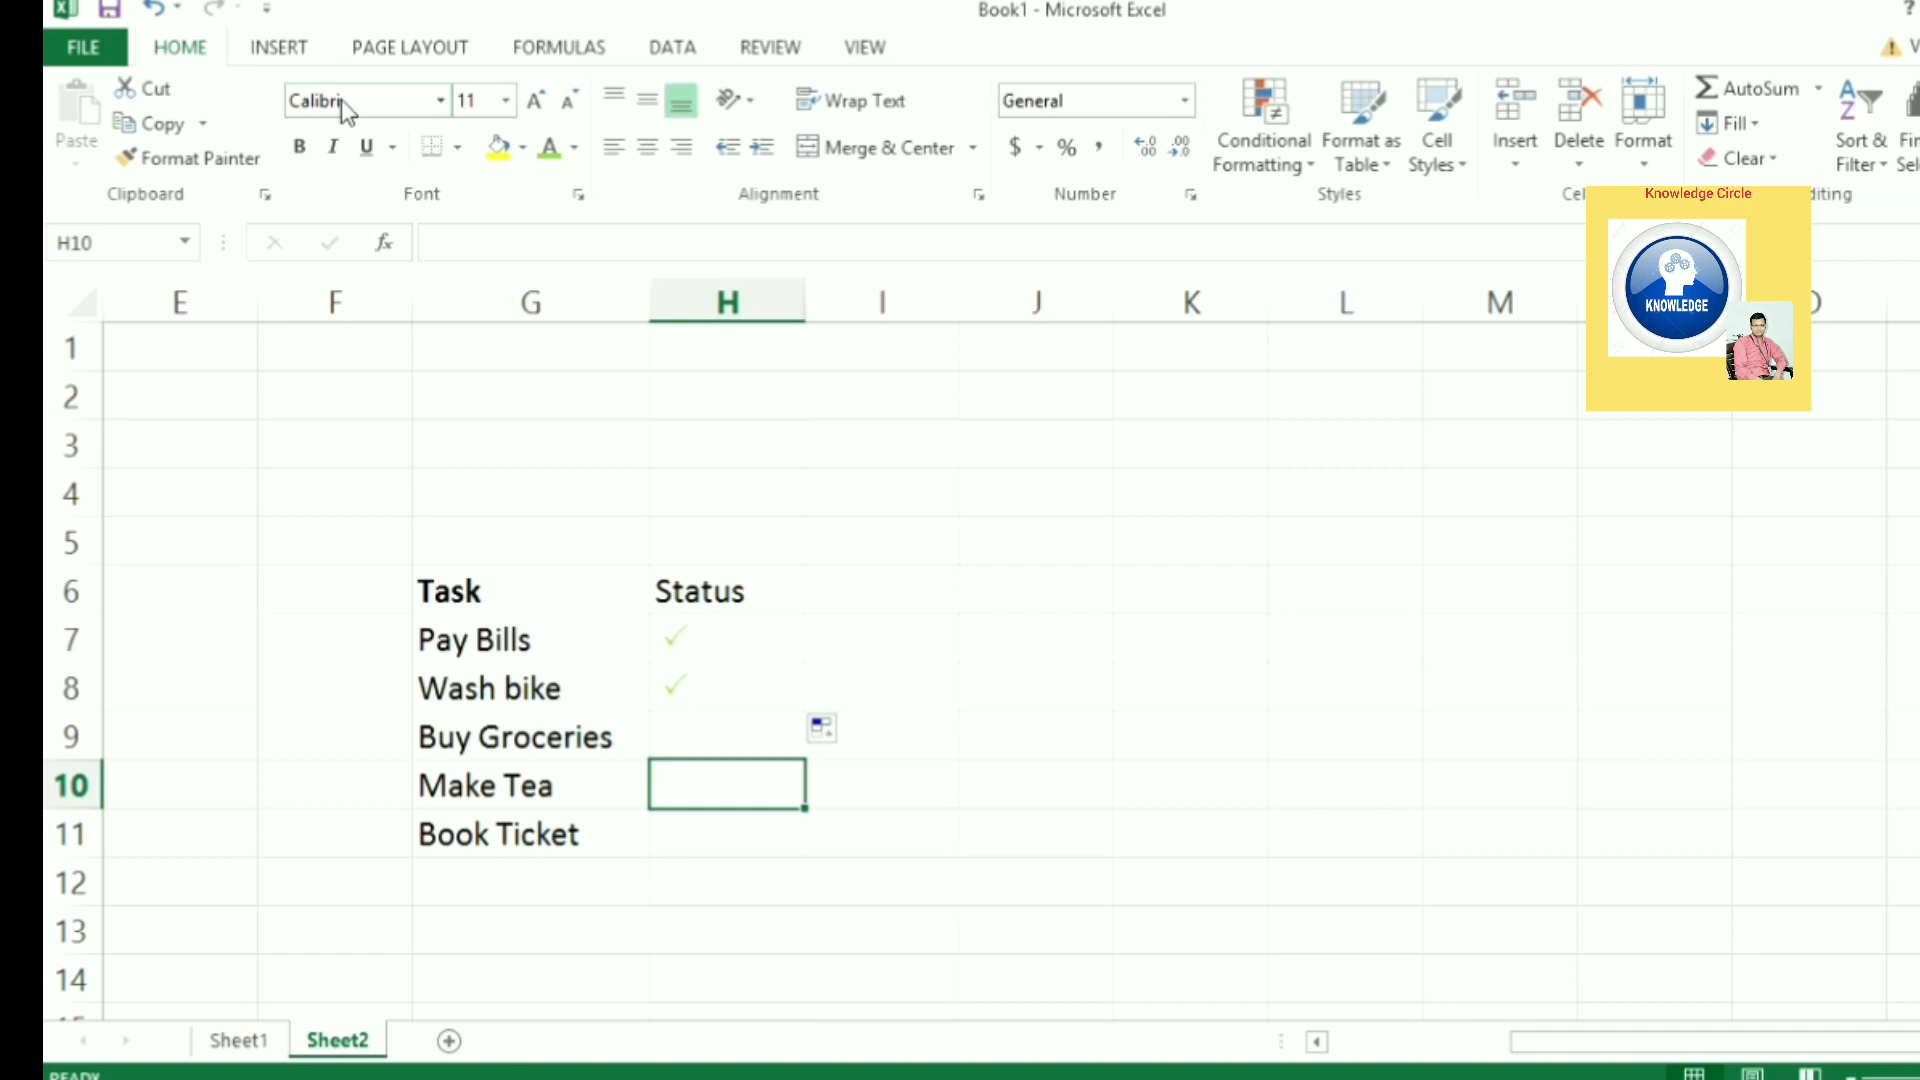 Book1 - Microsoft Excel
?
FILE HOME INSERT PAGE LAYOUT FORMULAS DATA REVIEW VIEW
Paste
Cut
Copy
Format Painter
Clipboard
Calibri 11
B I U A
Font
Wrap Text
Merge & Center
Alignment
General
$ % ,
Number
Conditional Formatting
Format as Table
Cell Styles
Styles
Insert Delete Format
AutoSum
Fill
Clear
Sort & Filter
Knowledge Circle
KNOWLEDGE
H10
fx
E F G H I J K L M
1
2
3
4
5
6 Task Status
7 Pay Bills ✓
8 Wash bike ✓
9 Buy Groceries
10 Make Tea
11 Book Ticket
12
13
14
Sheet1 Sheet2
READY